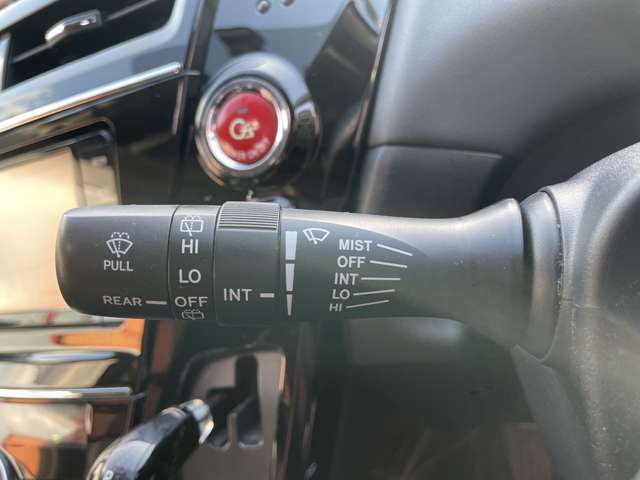 PULL
REAR
HI
LO
OFF
INT
MIST
OFF
INT
LO
HI